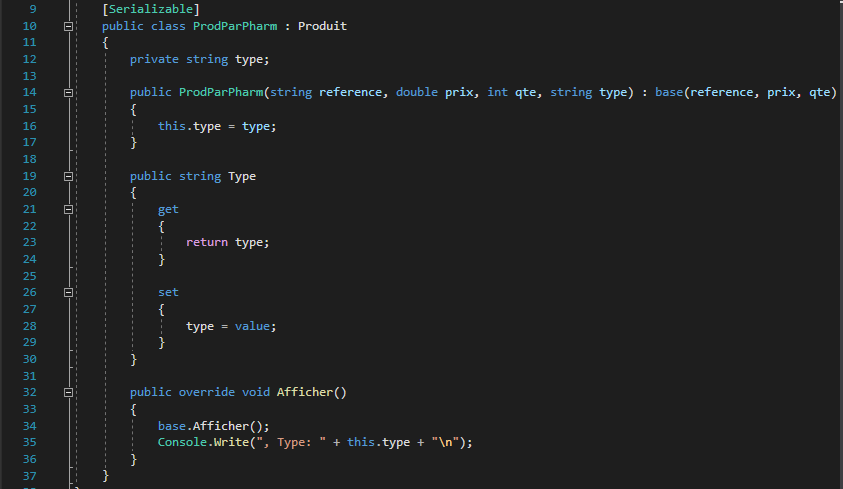 9 [Serializable]
10 public class ProdParPharm : Produit
11 {
12 private string type;
13
14 public ProdParPharm(string reference, double prix, int qte, string type) : base(reference, prix, qte)
15 {
16 this.type = type;
17 }
18
19 public string Type
20 {
21 get
22 {
23 return type;
24 }
25
26 set
27 {
28 type = value;
29 }
30 }
31
32 public override void Afficher()
33 {
34 base.Afficher();
35 Console.Write(", Type: " + this.type + "\n");
36 }
37 }